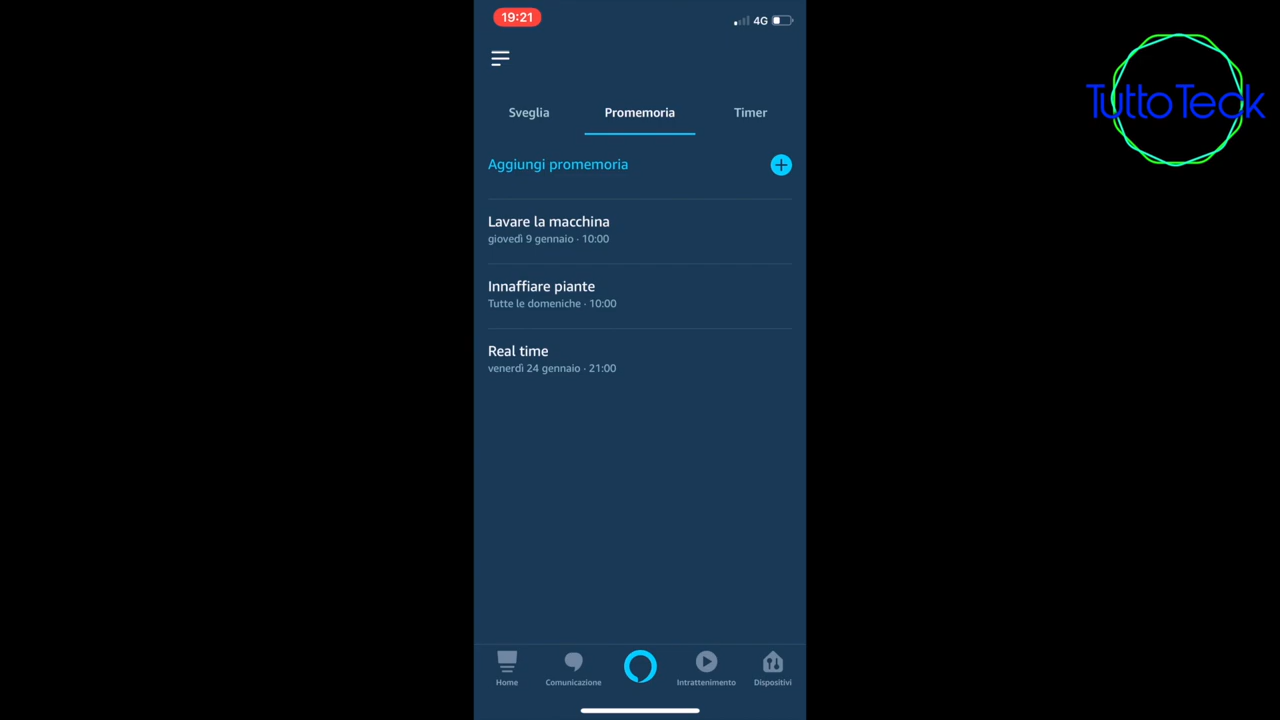 19:21
4G
TuttoTeck
Sveglia
Promemoria
Timer
Aggiungi promemoria
Lavare la macchina
giovedì 9 gennaio · 10:00
Innaffiare piante
Tutte le domeniche · 10:00
Real time
venerdì 24 gennaio · 21:00
Home
Comunicazione
Intrattenimento
Dispositivi